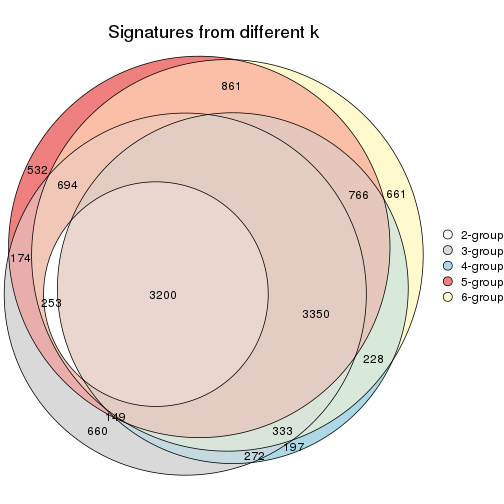 Signatures from different k
861
532
694
766
661
174
253
3200
3350
228
149
660
333
197
272
2-group
3-group
4-group
5-group
6-group